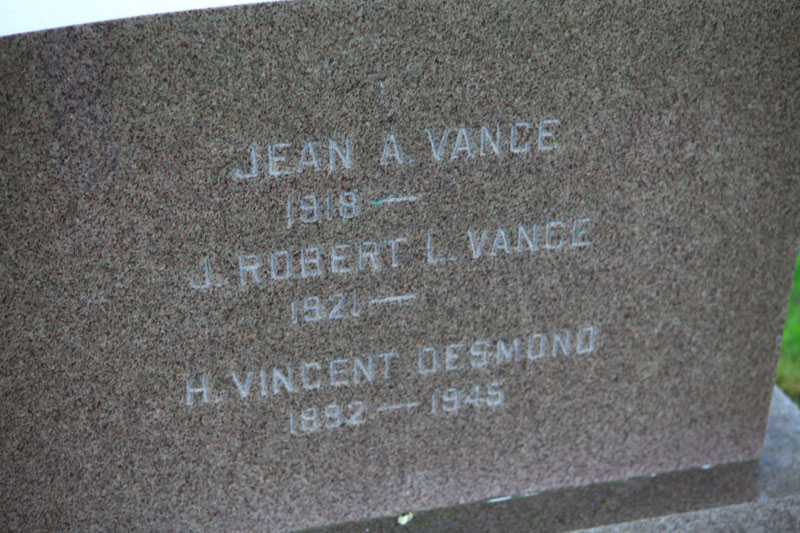 JEAN A. VANCE
1918 —
J. ROBERT L. VANCE
1921 —
H. VINCENT DESMOND
1892 — 1945